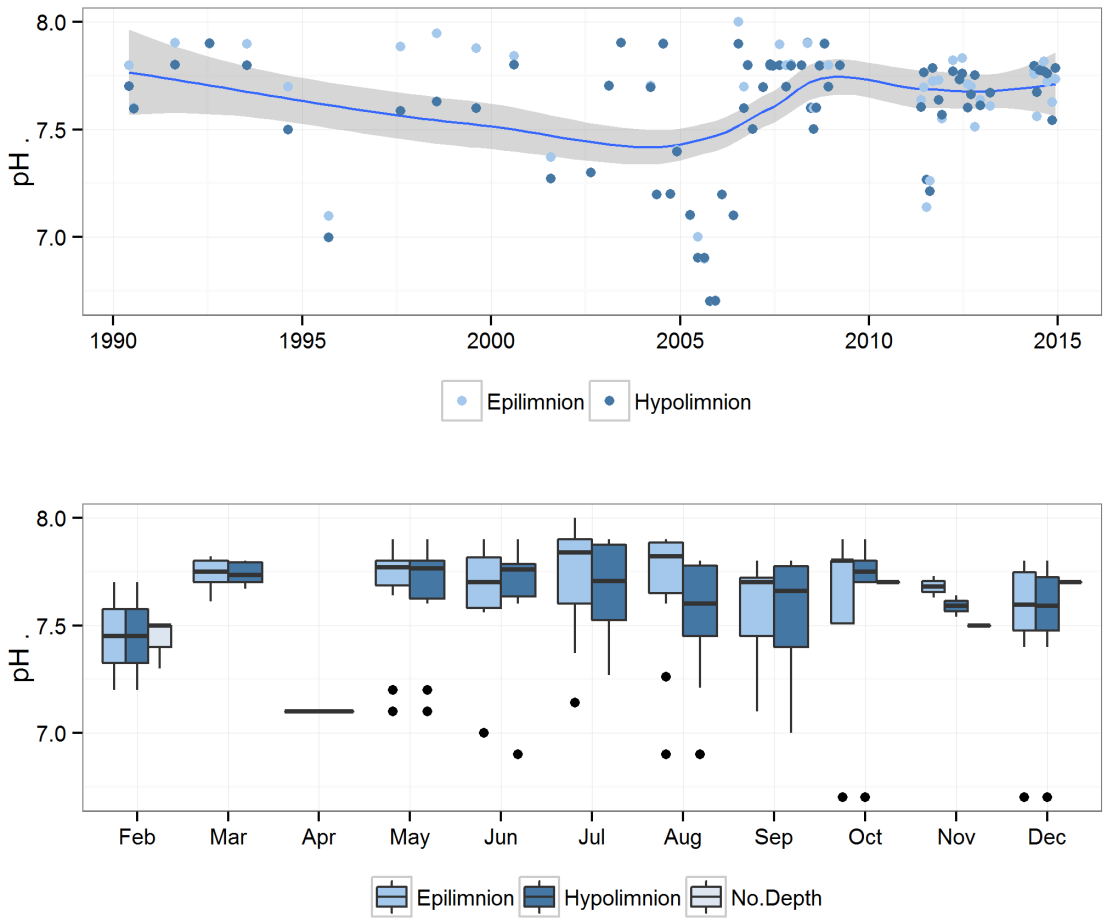 8.0
7.5
7.0
pH .
1990 1995 2000 2005 2010 2015
Epilimnion Hypolimnion
8.0
7.5
7.0
pH .
Feb Mar Apr May Jun Jul Aug Sep Oct Nov Dec
Epilimnion Hypolimnion No.Depth